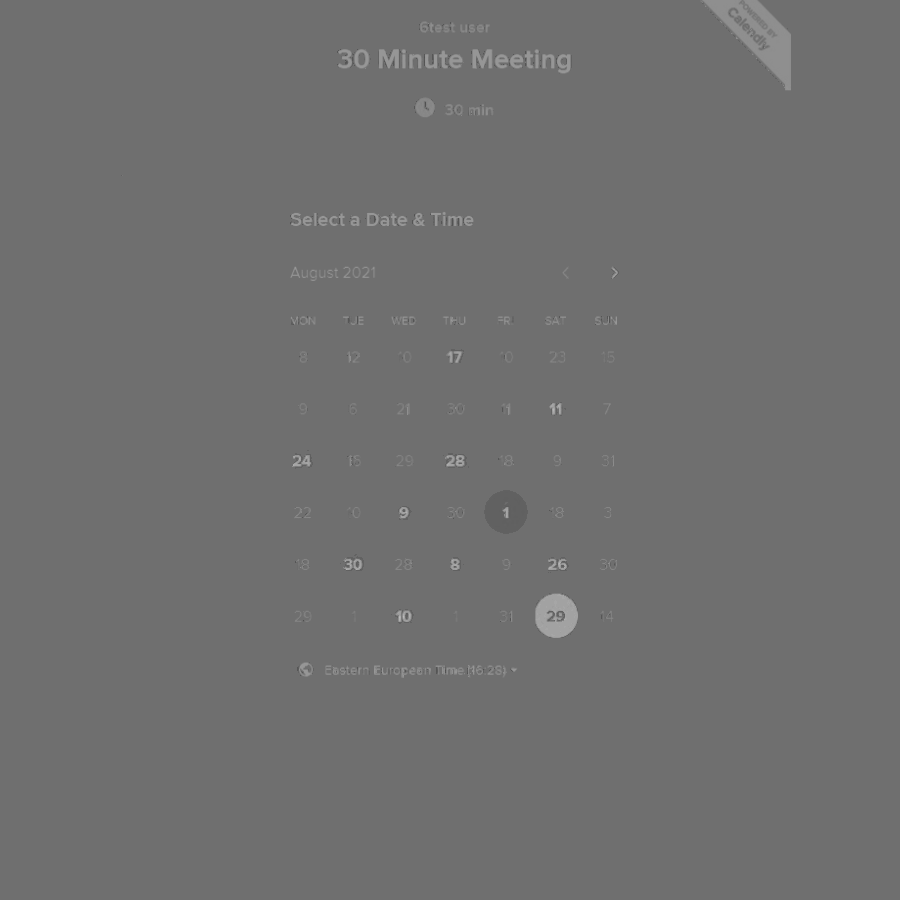 6test user
30 Minute Meeting
30 min
POWERED BY
Calendly
Select a Date & Time
August 2021
MON TUE WED THU FRI SAT SUN
8 12 10 17 10 23 15
9 6 21 30 11 11 7
24 15 29 28 18 9 31
22 10 9 30 1 18 3
18 30 28 8 9 26 30
29 1 10 1 31 29 14
Eastern European Time (16:28)